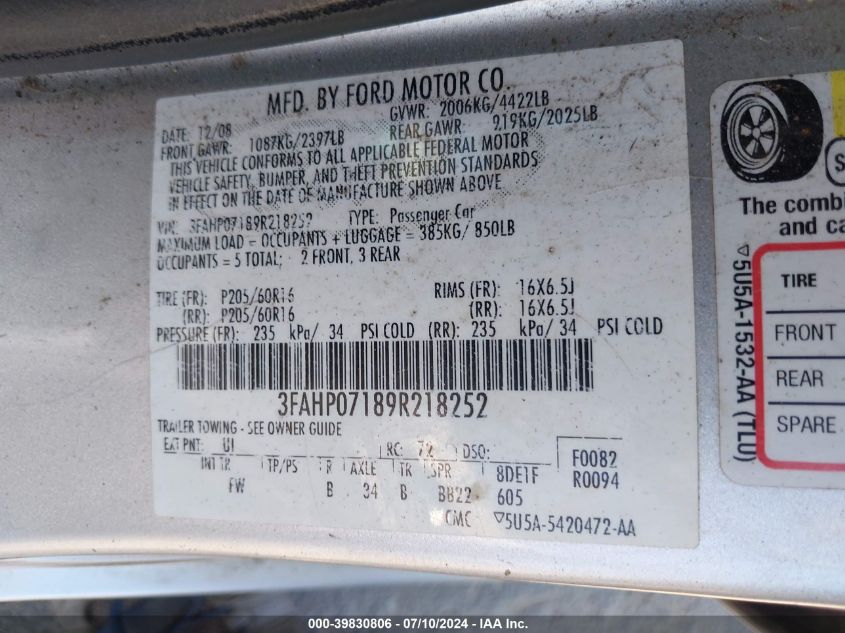 MFD. BY FORD MOTOR CO.
DATE: 12/08 GVWR: 2006KG/4422LB
FRONT GAWR: 1087KG/2397LB REAR GAWR: 919KG/2025LB
THIS VEHICLE CONFORMS TO ALL APPLICABLE FEDERAL MOTOR
VEHICLE SAFETY, BUMPER, AND THEFT PREVENTION STANDARDS
IN EFFECT ON THE DATE OF MANUFACTURE SHOWN ABOVE
VIN: 3FAHP07189R218252 TYPE: Passenger Car
MAXIMUM LOAD = OCCUPANTS + LUGGAGE = 385KG/ 850LB
OCCUPANTS = 5 TOTAL; 2 FRONT, 3 REAR
TIRE (FR): P205/60R16 RIMS (FR): 16X6.5J
(RR): P205/60R16 (RR): 16X6.5J
PRESSURE (FR): 235 kPa/ 34 PSI COLD (RR): 235 kPa/ 34 PSI COLD
3FAHP07189R218252
TRAILER TOWING - SEE OWNER GUIDE
EXT PNT: UI RC: 72 DSO: F0082
INT TR TP/PS R AXLE TR SPR 8DE1F R0094
FW B 34 B BB22 605
CMC ▽5U5A-5420472-AA
The combi
and ca
▽5U5A-1532-AA (TLU)
TIRE
FRONT
REAR
SPARE
000-39830806 / 07/10/2024 - IAA Inc.